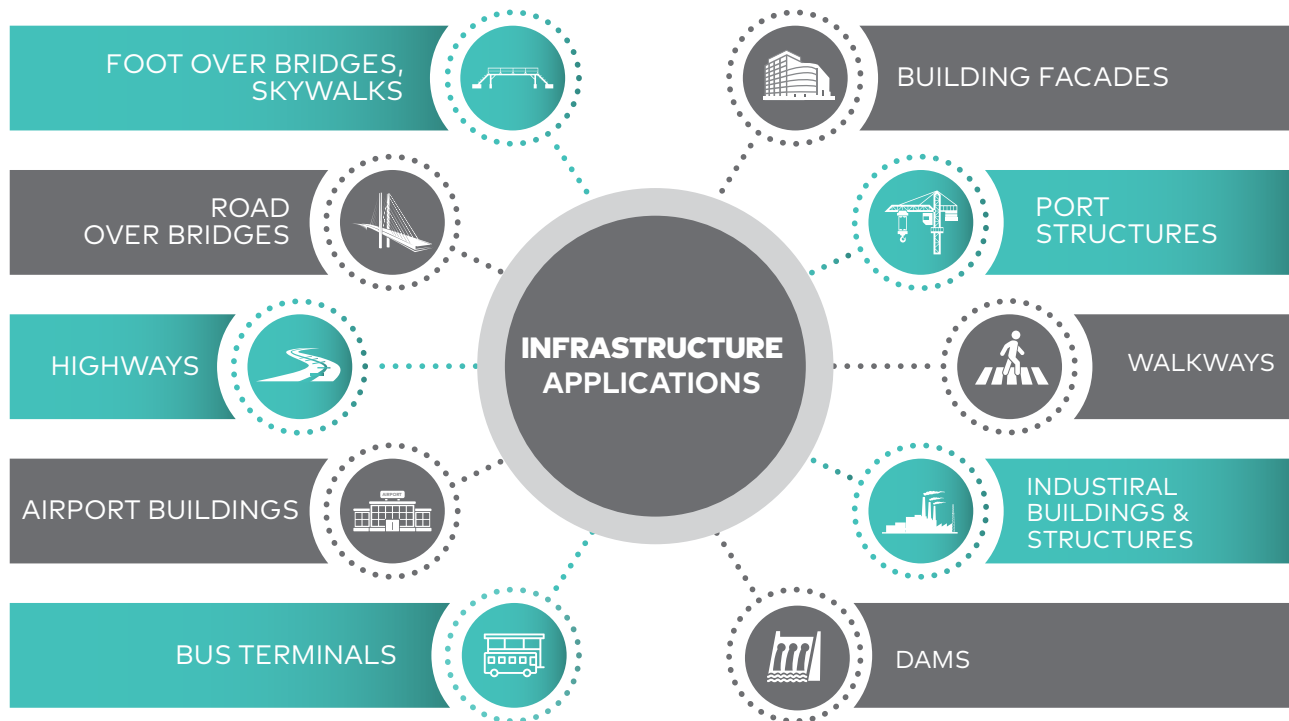 FOOT OVER BRIDGES,
SKYWALKS
ROAD
OVER BRIDGES
HIGHWAYS
AIRPORT BUILDINGS
AIRPORT
BUS TERMINALS
INFRASTRUCTURE
APPLICATIONS
BUILDING FACADES
PORT
STRUCTURES
WALKWAYS
INDUSTIRAL
BUILDINGS &
STRUCTURES
DAMS